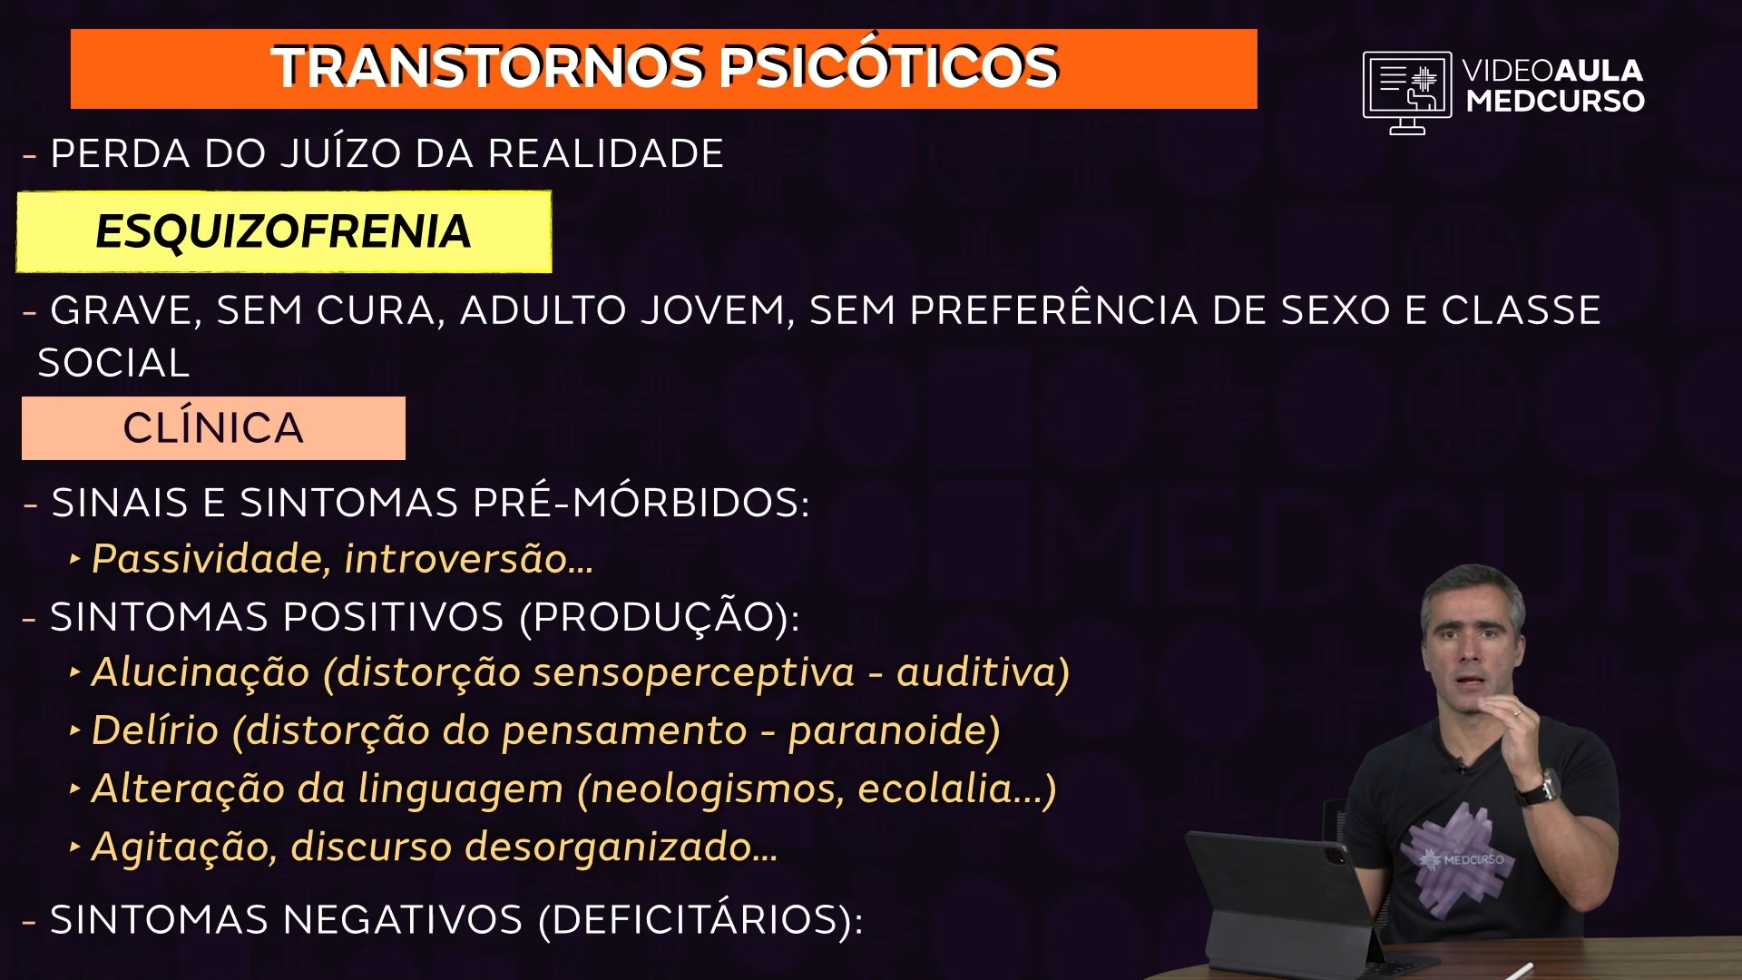 TRANSTORNOS PSICÓTICOS
VIDEOAULA
MEDCURSO
- PERDA DO JUÍZO DA REALIDADE
ESQUIZOFRENIA
- GRAVE, SEM CURA, ADULTO JOVEM, SEM PREFERÊNCIA DE SEXO E CLASSE
SOCIAL
CLÍNICA
- SINAIS E SINTOMAS PRÉ-MÓRBIDOS:
‣ Passividade, introversão...
- SINTOMAS POSITIVOS (PRODUÇÃO):
‣ Alucinação (distorção sensoperceptiva - auditiva)
‣ Delírio (distorção do pensamento - paranoide)
‣ Alteração da linguagem (neologismos, ecolalia...)
‣ Agitação, discurso desorganizado...
- SINTOMAS NEGATIVOS (DEFICITÁRIOS):
MEDCURSO
MEDCUR